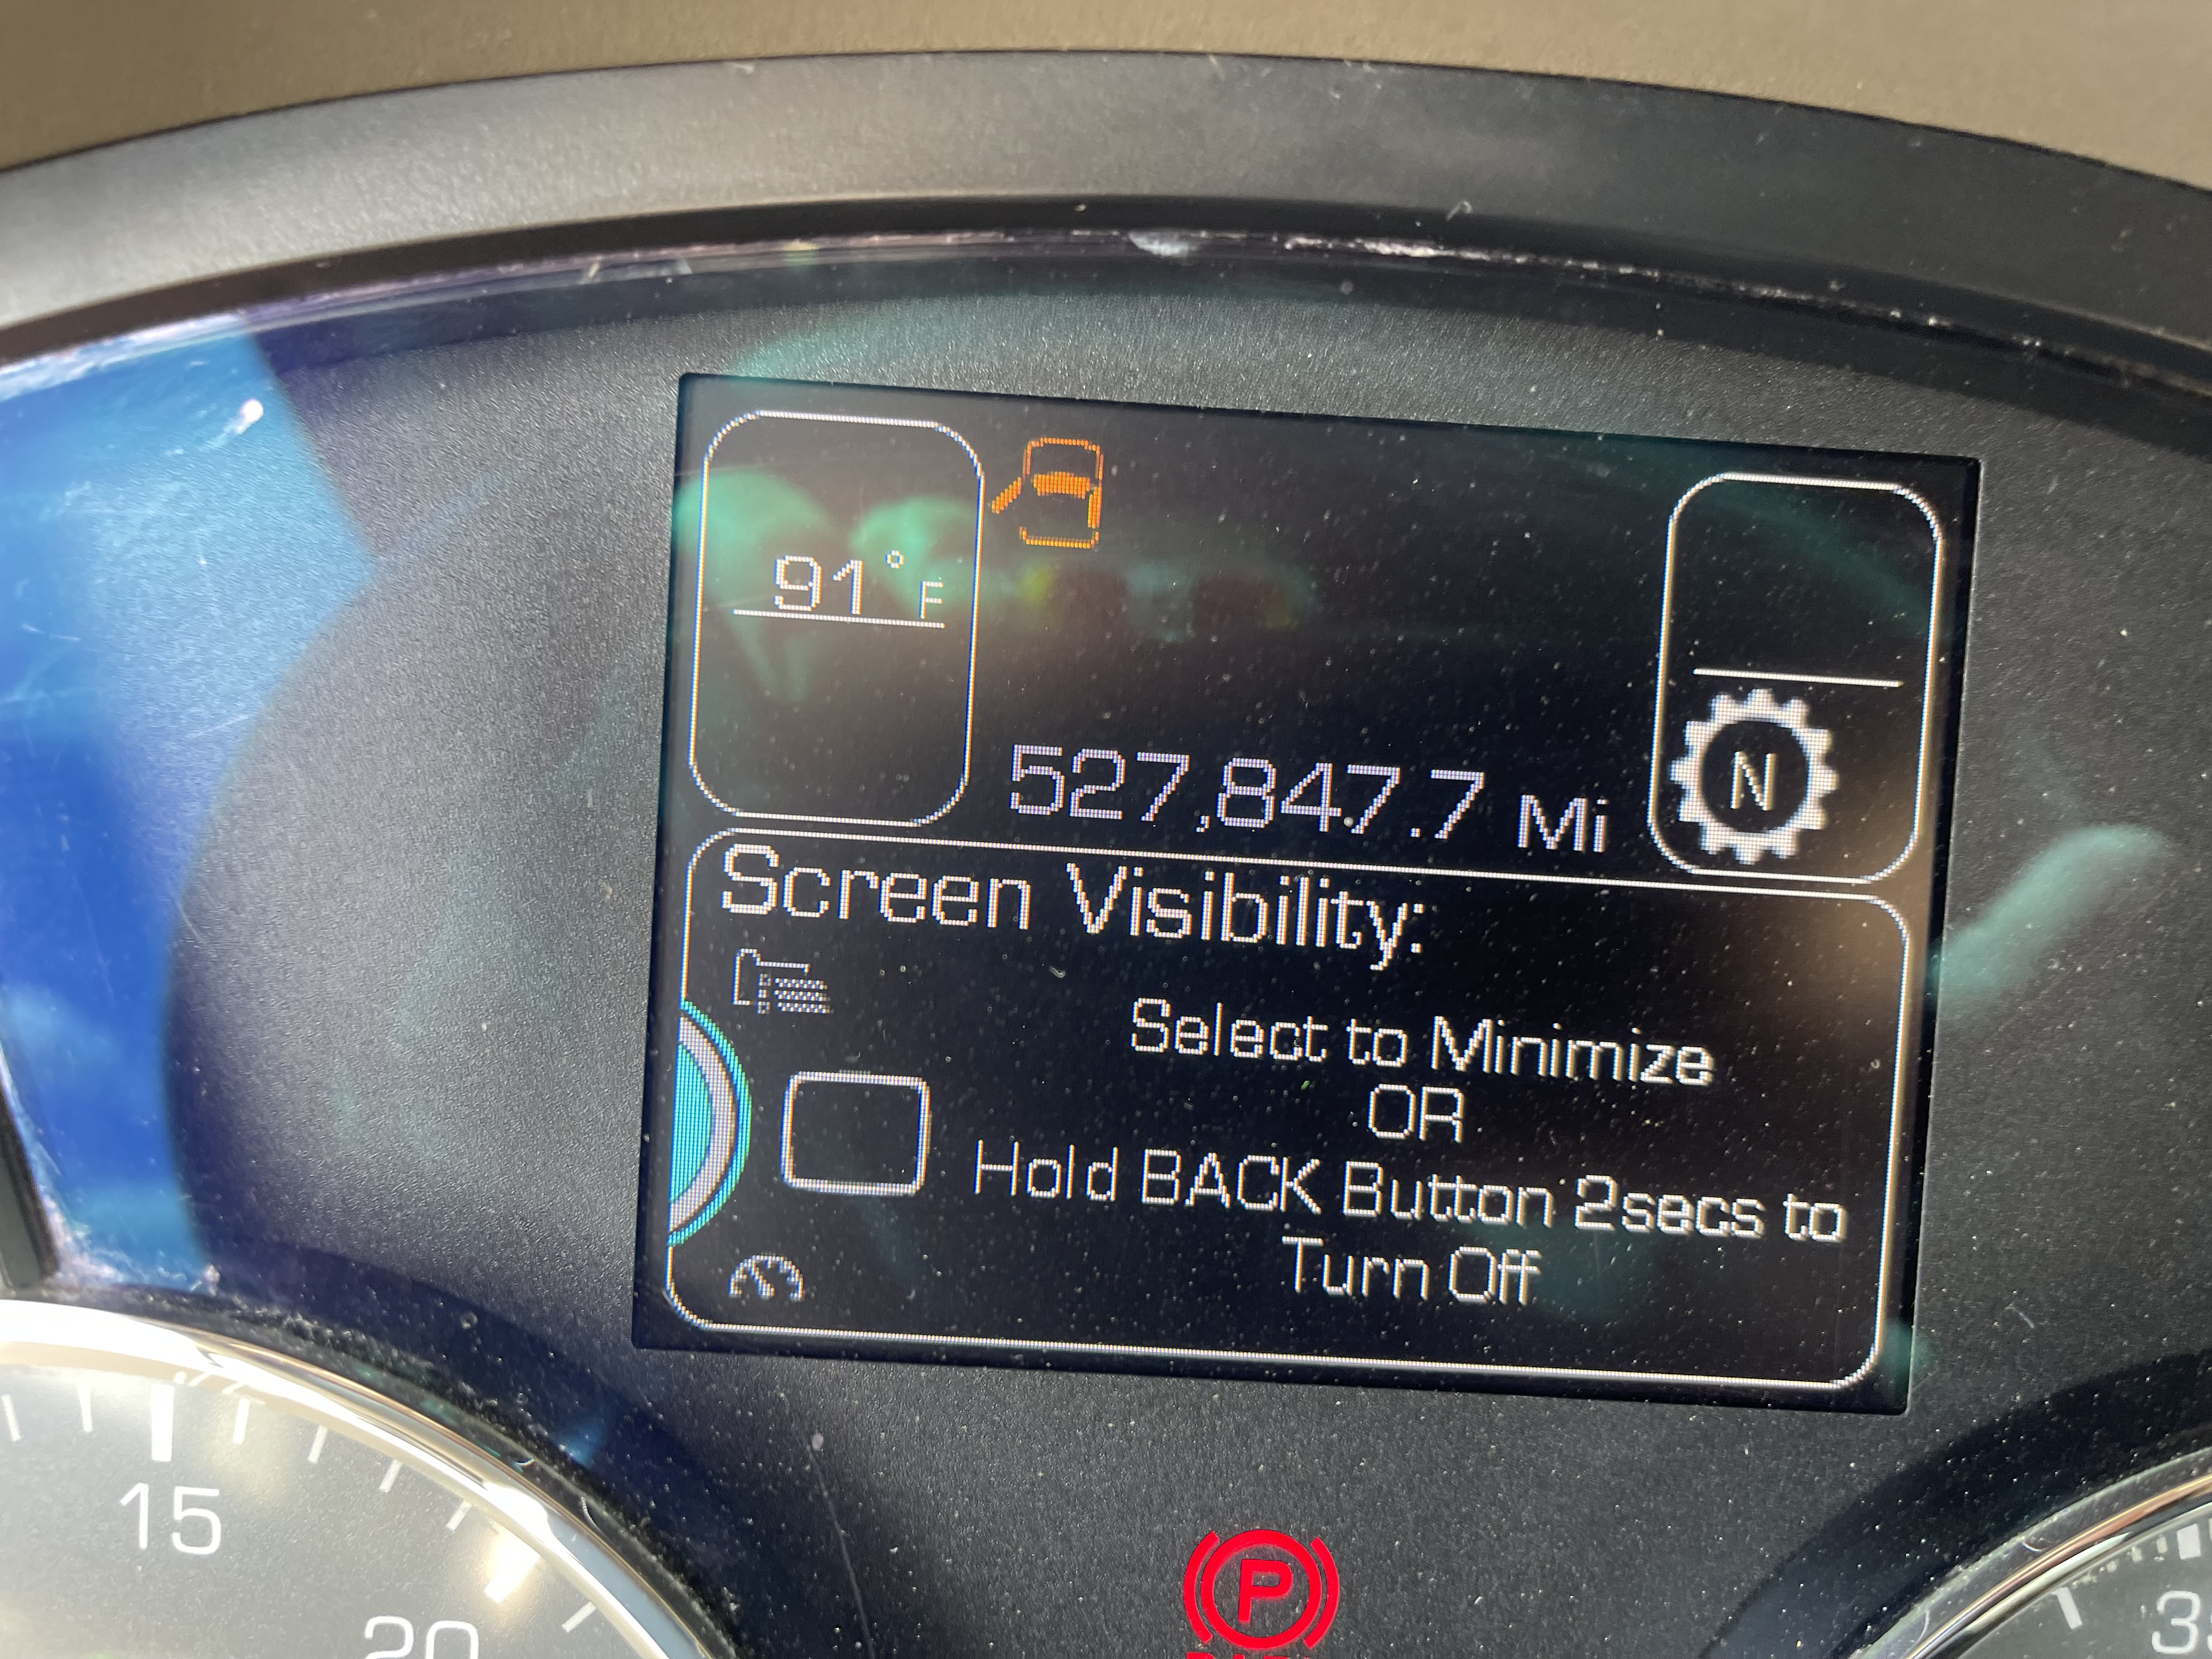 91°F
527,847.7 Mi
N
Screen Visibility:
Select to Minimize
OR
Hold BACK Button 2secs to
Turn Off
15
20
P